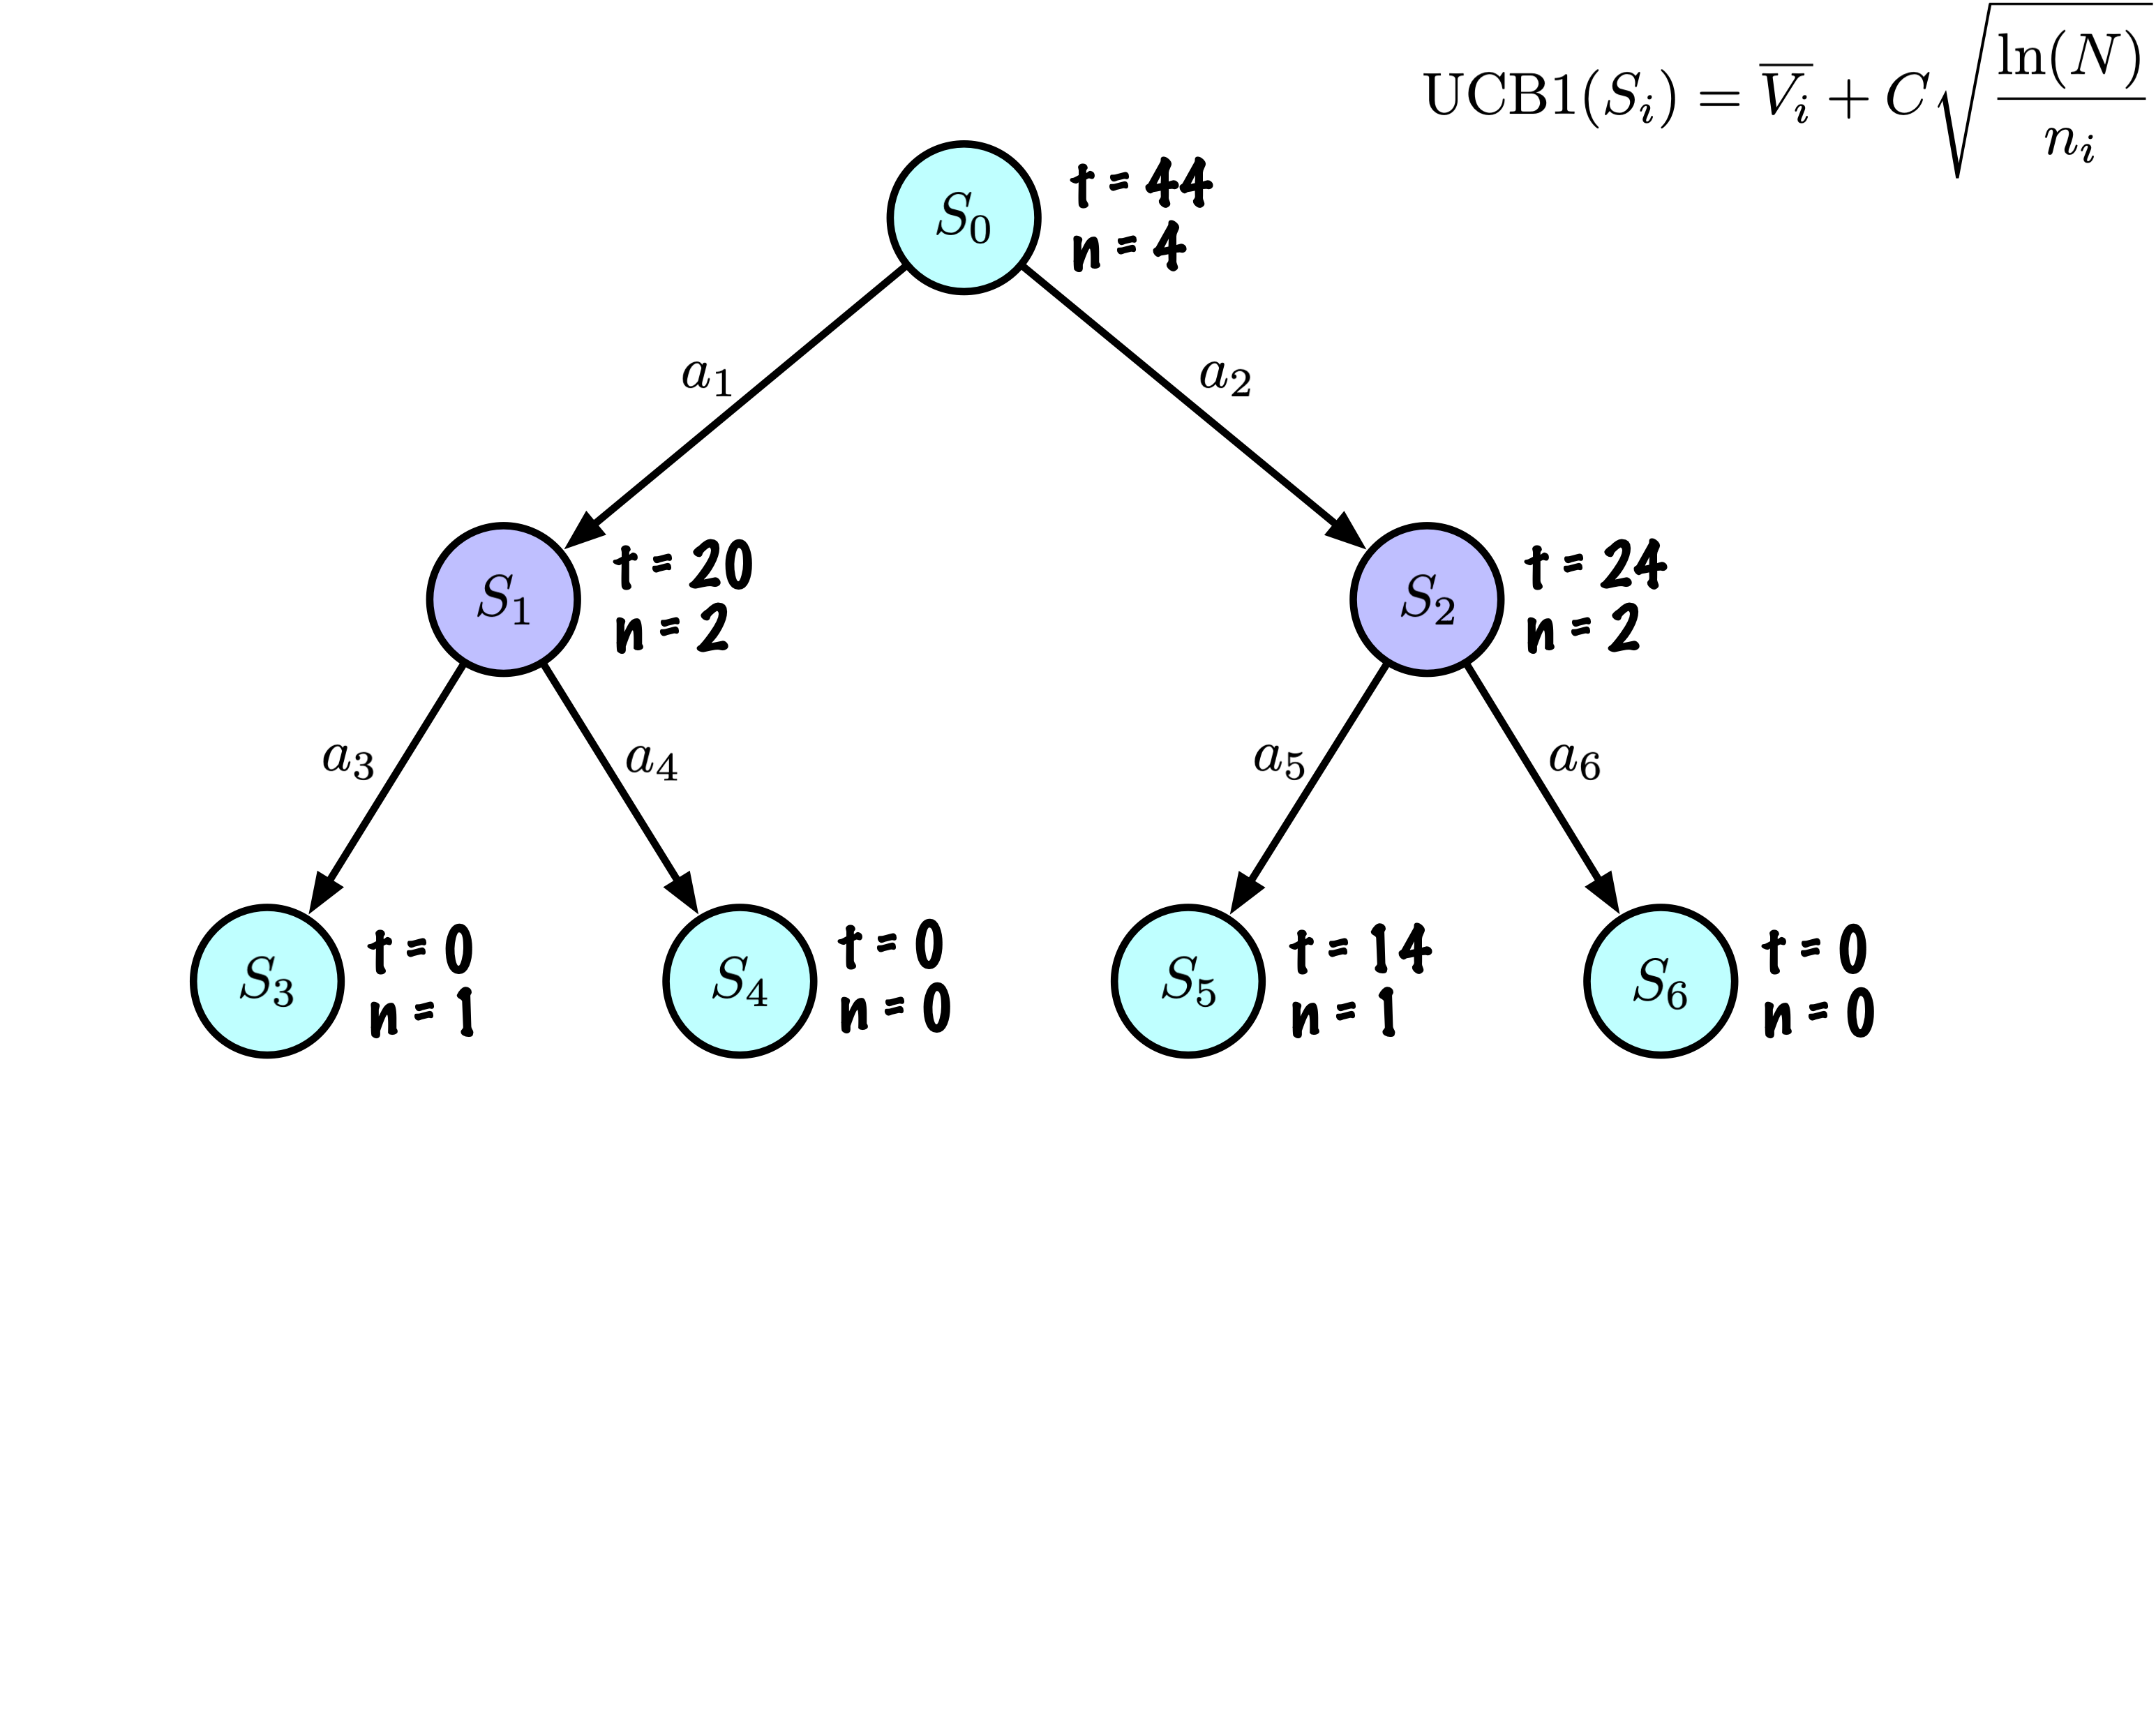 UCB1(S_i) = \overline{V_i} + C\sqrt{\frac{\ln(N)}{n_i}}
S_0
t = 44
n = 4
a_1
a_2
S_1
t = 20
n = 2
S_2
t = 24
n = 2
a_3
a_4
a_5
a_6
S_3
t = 0
n = 1
S_4
t = 0
n = 0
S_5
t = 14
n = 1
S_6
t = 0
n = 0